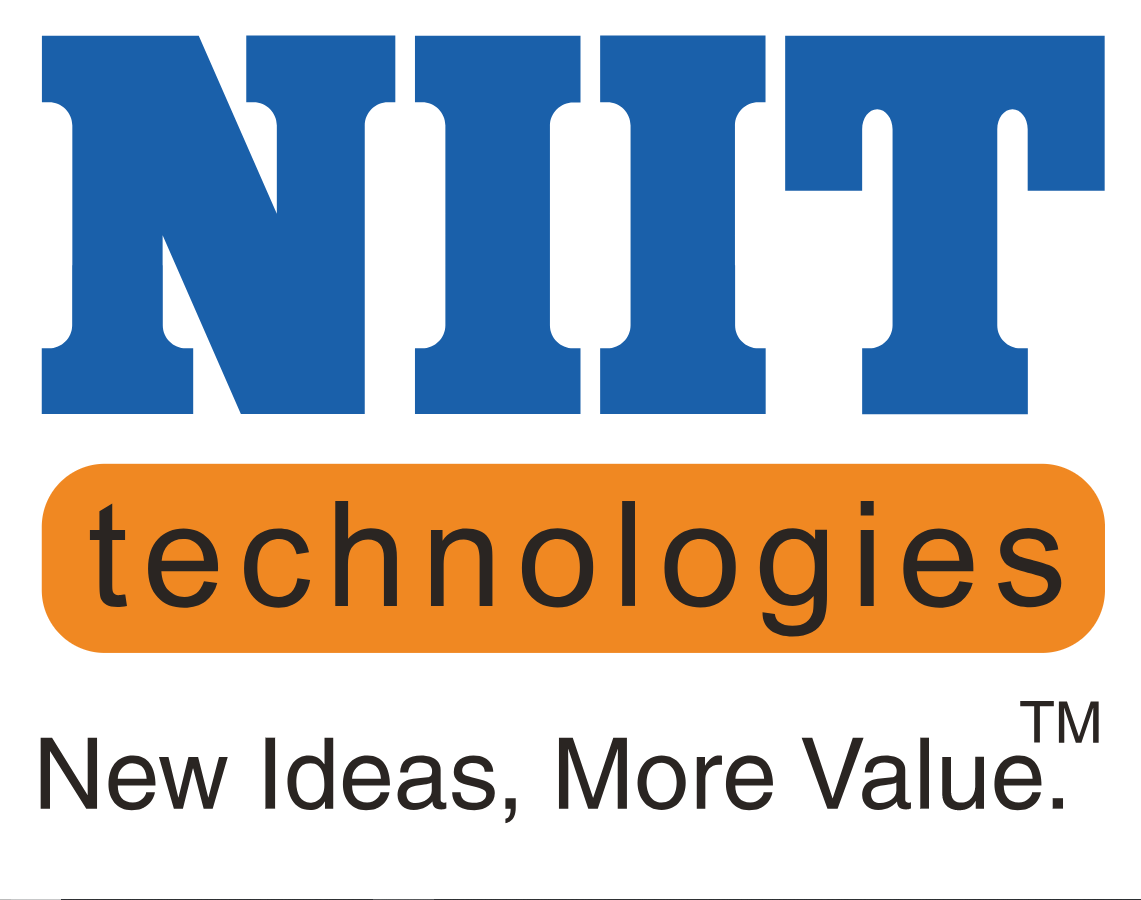 NIIT
technologies
New Ideas, More Value.™